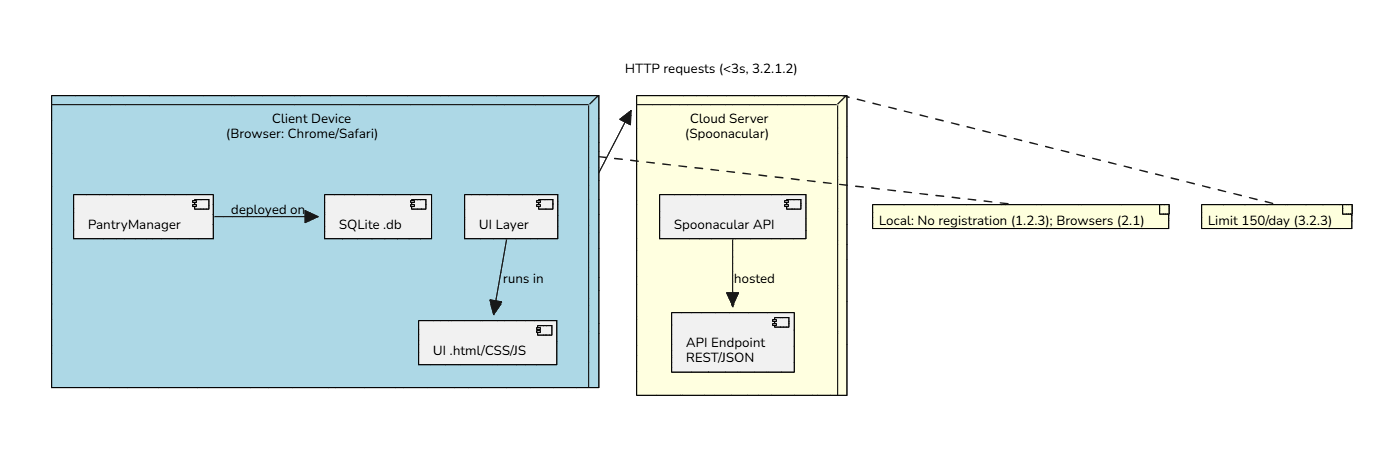 HTTP requests (<3s, 3.2.1.2)
Client Device
(Browser: Chrome/Safari)
PantryManager
deployed on
SQLite .db
UI Layer
runs in
UI .html/CSS/JS
Cloud Server
(Spoonacular)
Spoonacular API
hosted
API Endpoint
REST/JSON
Local: No registration (1.2.3); Browsers (2.1)
Limit 150/day (3.2.3)